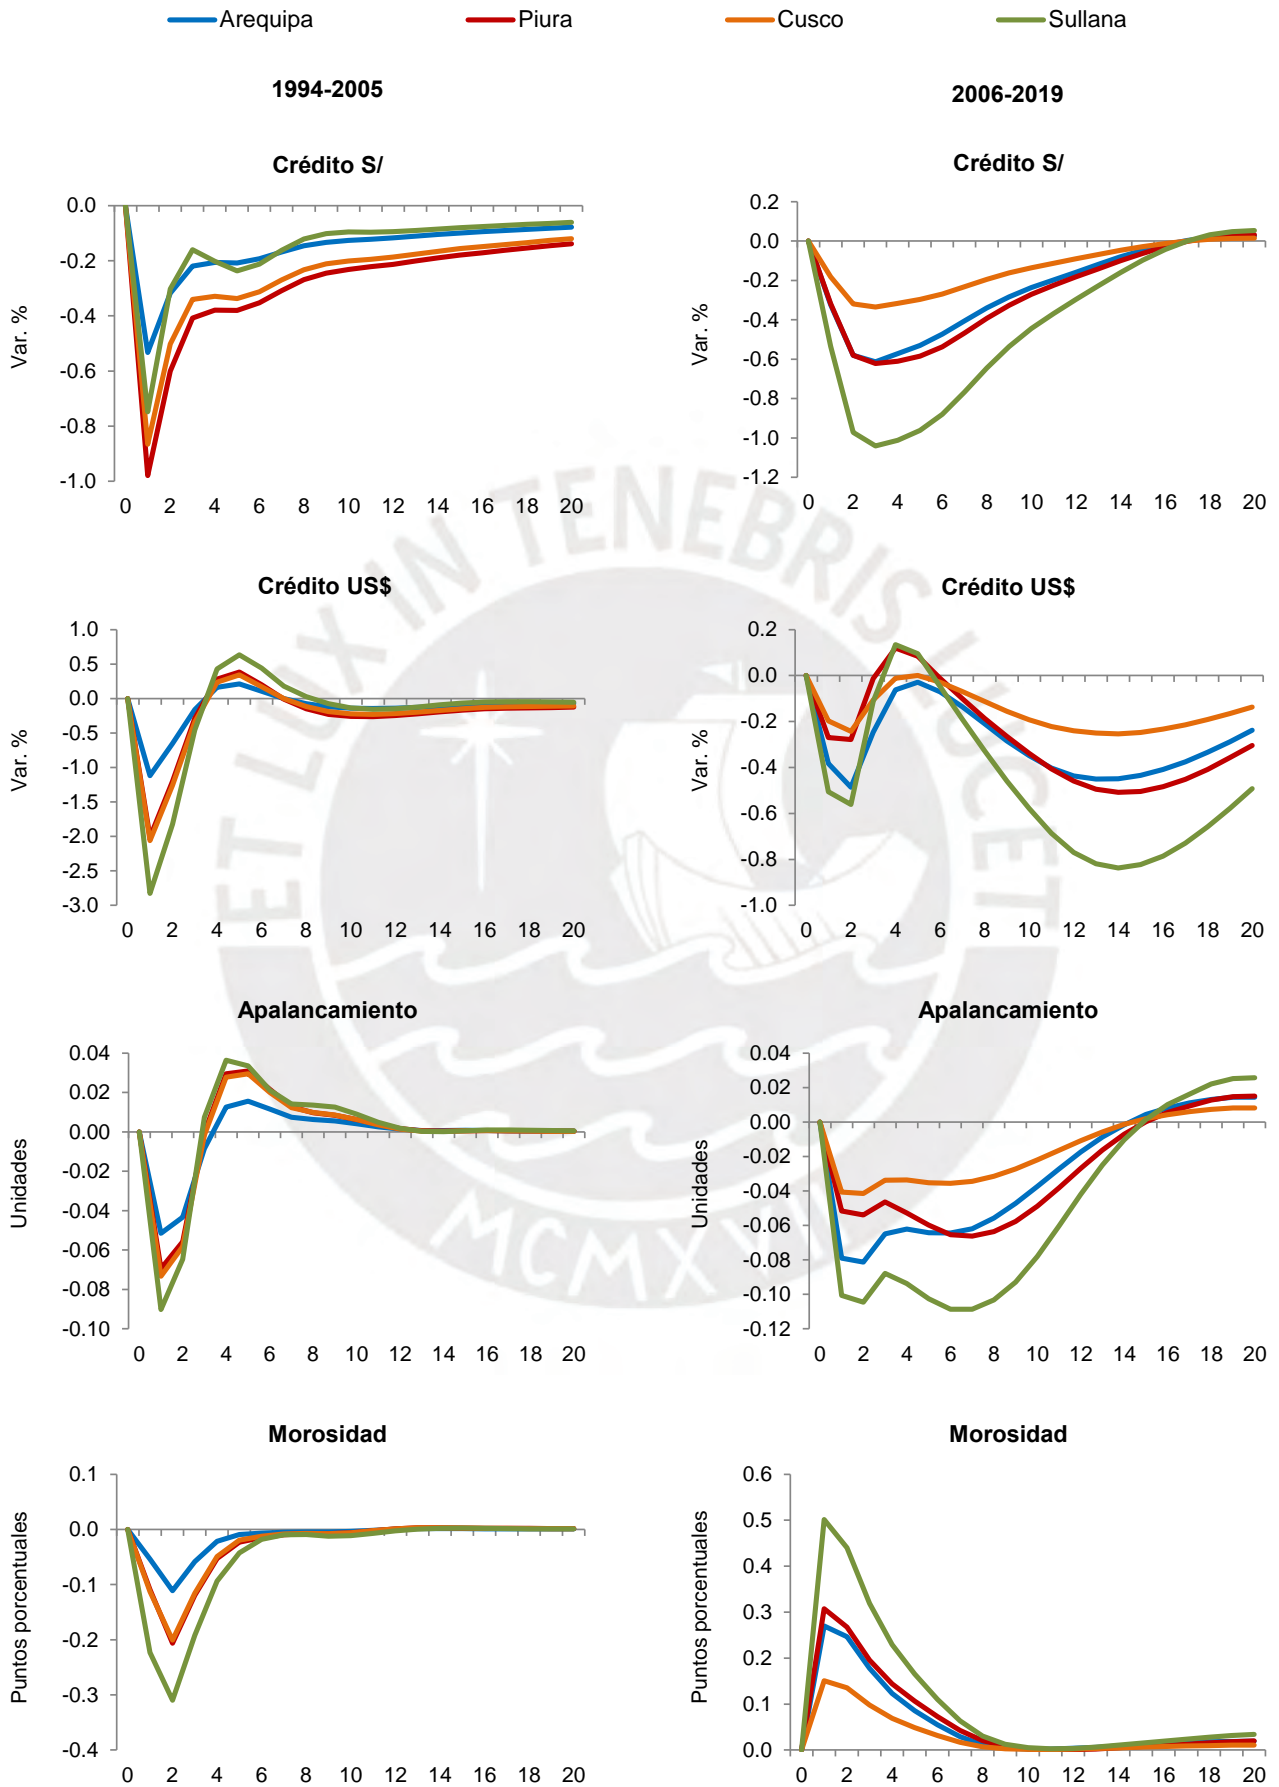 Arequipa Piura Cusco Sullana
1994-2005 2006-2019
Crédito S/
Var. %
0.0
-0.2
-0.4
-0.6
-0.8
-1.0
0 2 4 6 8 10 12 14 16 18 20
Crédito S/
Var. %
0.2
0.0
-0.2
-0.4
-0.6
-0.8
-1.0
-1.2
0 2 4 6 8 10 12 14 16 18 20
Crédito US$
Var. %
1.0
0.5
0.0
-0.5
-1.0
-1.5
-2.0
-2.5
-3.0
0 2 4 6 8 10 12 14 16 18 20
Crédito US$
Var. %
0.2
0.0
-0.2
-0.4
-0.6
-0.8
-1.0
0 2 4 6 8 10 12 14 16 18 20
Apalancamiento
Unidades
0.04
0.02
0.00
-0.02
-0.04
-0.06
-0.08
-0.10
0 2 4 6 8 10 12 14 16 18 20
Apalancamiento
Unidades
0.04
0.02
0.00
-0.02
-0.04
-0.06
-0.08
-0.10
-0.12
0 2 4 6 8 10 12 14 16 18 20
Morosidad
Puntos porcentuales
0.1
0.0
-0.1
-0.2
-0.3
-0.4
0 2 4 6 8 10 12 14 16 18 20
Morosidad
Puntos porcentuales
0.6
0.5
0.4
0.3
0.2
0.1
0.0
0 2 4 6 8 10 12 14 16 18 20
ET LUX IN TENEBRIS LUCET
MCMXVII